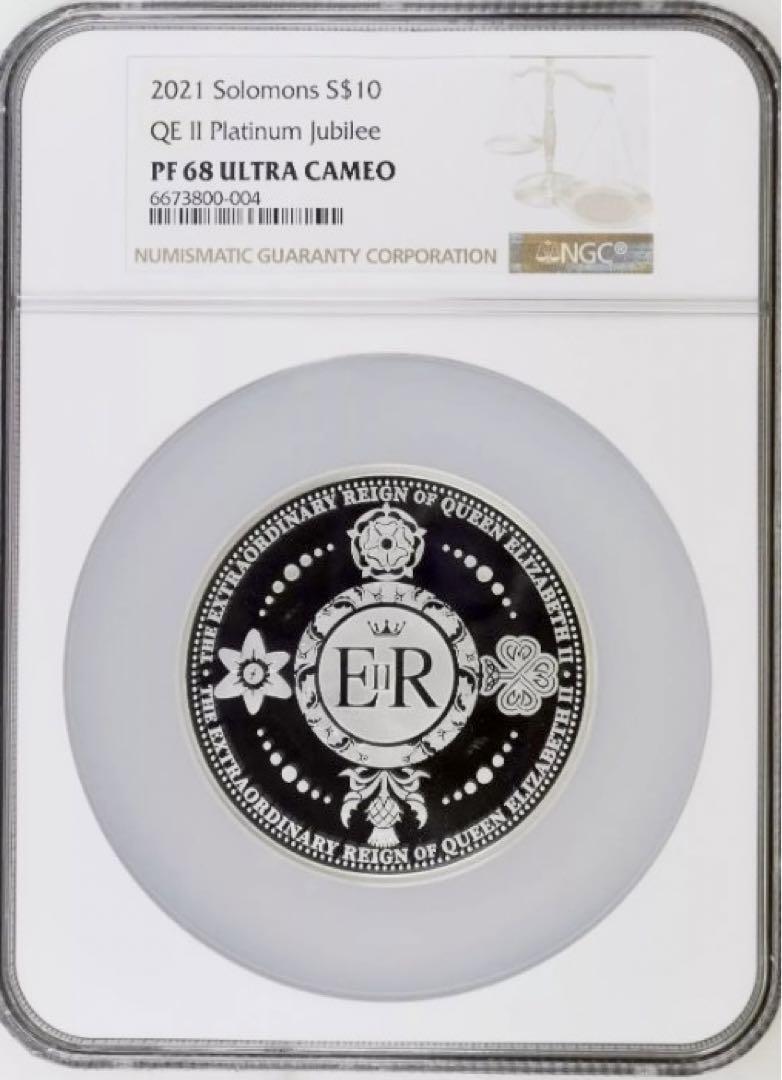 2021 Solomons S$10
QE II Platinum Jubilee
PF 68 ULTRA CAMEO
6673800-004
NUMISMATIC GUARANTY CORPORATION
NGC®
· THE EXTRAORDINARY REIGN OF QUEEN ELIZABETH II ·
EIIR
· THE EXTRAORDINARY REIGN OF QUEEN ELIZABETH II ·